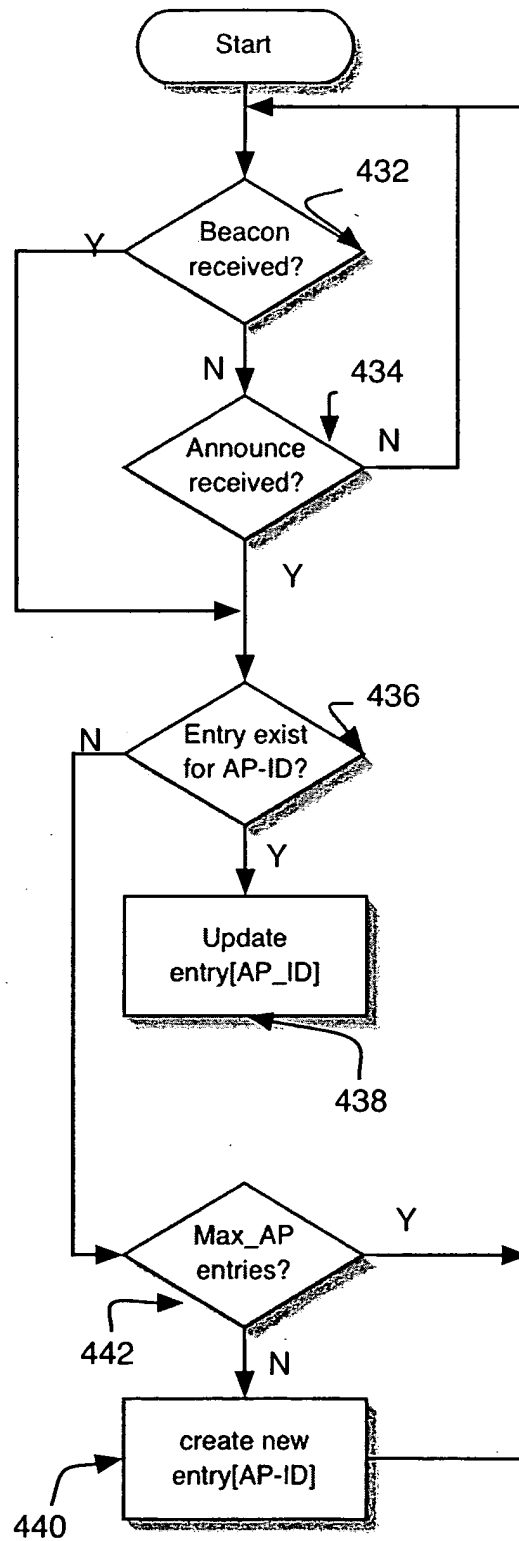 Start
432
Y
Beacon
received?
N
434
Announce
received?
N
Y
436
N
Entry exist
for AP-ID?
Y
Update
entry[AP_ID]
438
Max_AP
entries?
Y
442
N
create new
entry[AP-ID]
440